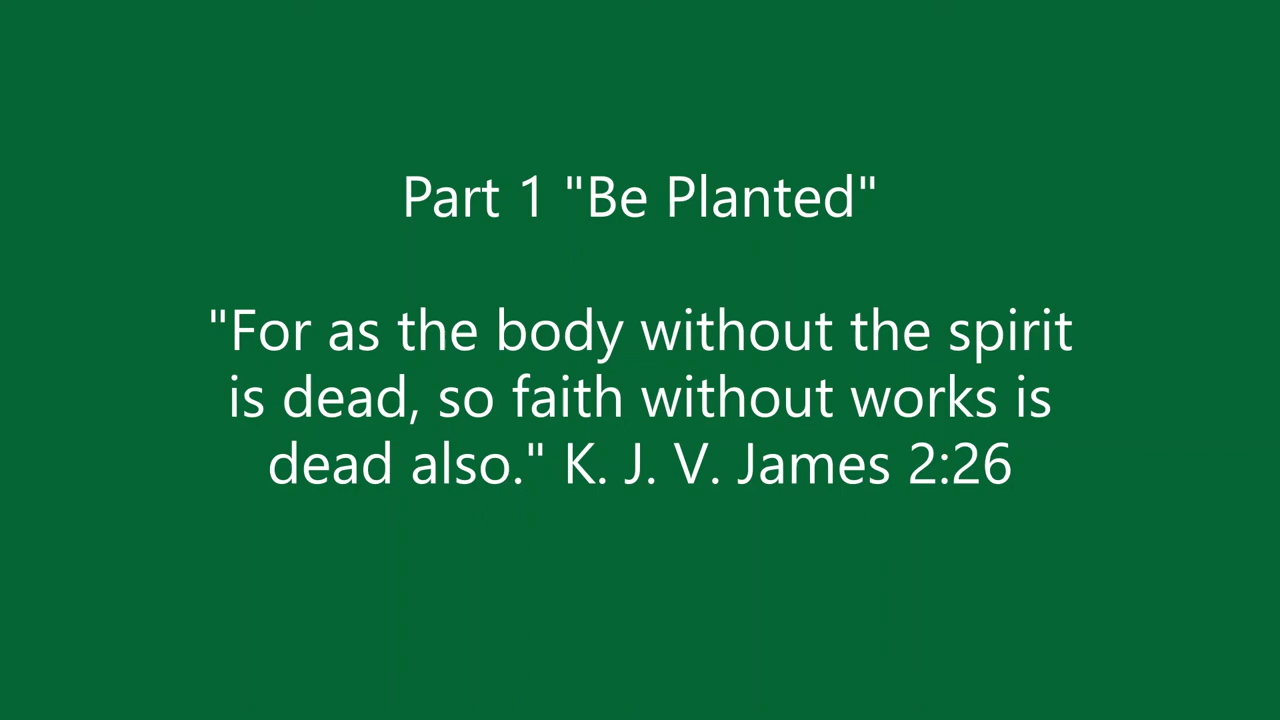 Part 1 "Be Planted"
"For as the body without the spirit
is dead, so faith without works is
dead also." K. J. V. James 2:26